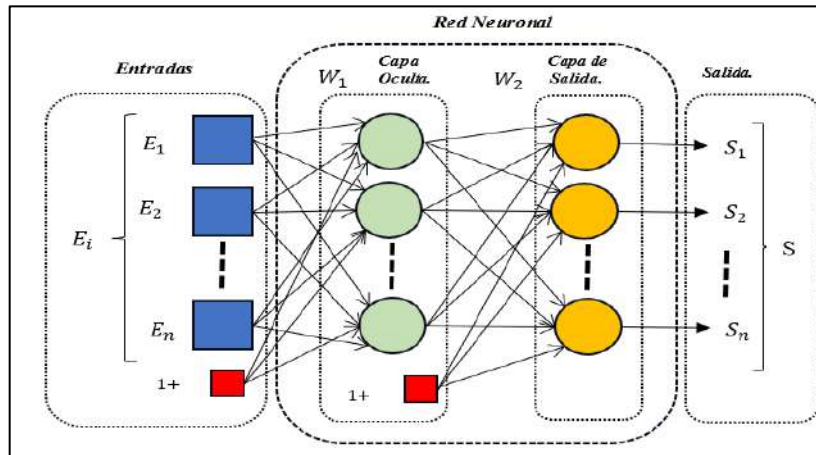 Red Neuronal
Entradas
W₁
Capa
Oculta.
W₂
Capa de
Salida.
Salida.
E₁
S₁
E₂
S₂
Eᵢ
S
Eₙ
Sₙ
1+
1+